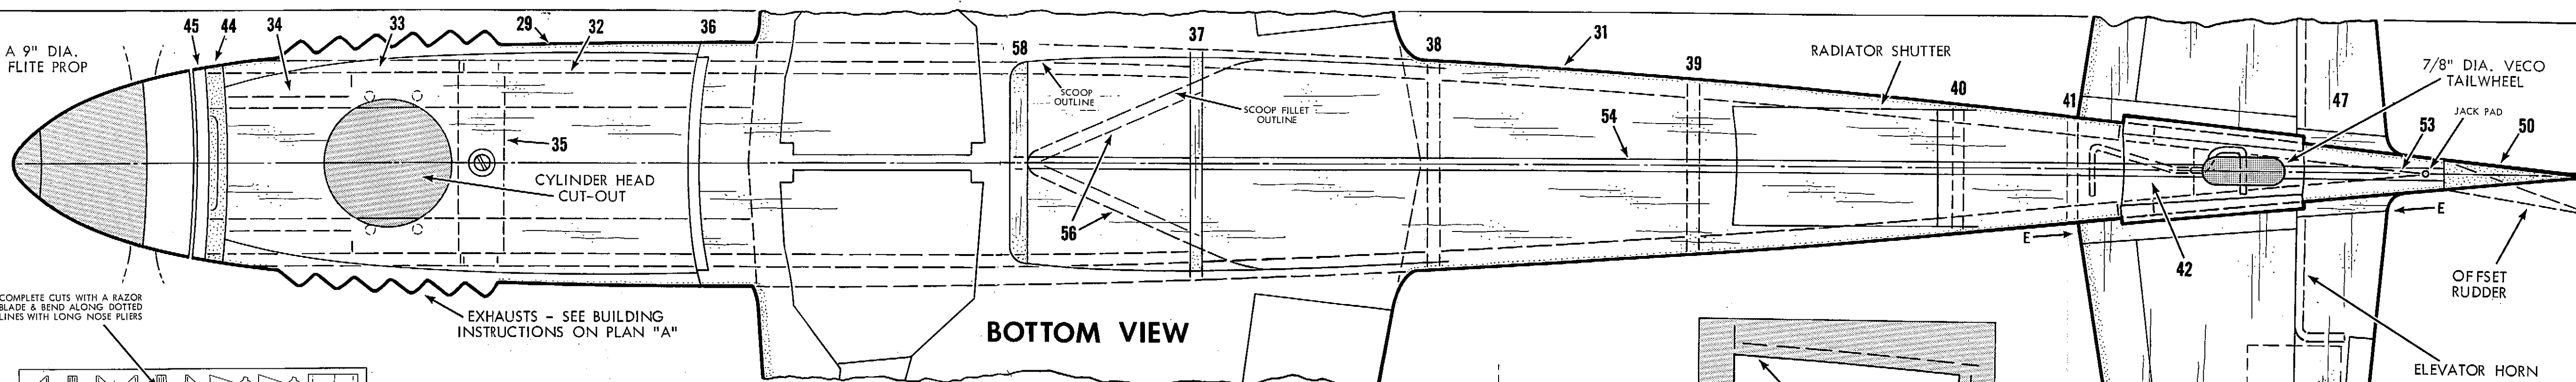 A 9" DIA.
FLITE PROP
45
44
34
33
29
32
36
58
37
38
31
39
RADIATOR SHUTTER
40
41
7/8" DIA. VECO
TAILWHEEL
47
JACK PAD
53
50
SCOOP
OUTLINE
SCOOP FILLET
OUTLINE
54
35
CYLINDER HEAD
CUT-OUT
56
E
E
42
OFFSET
RUDDER
COMPLETE CUTS WITH A RAZOR
BLADE & BEND ALONG DOTTED
LINES WITH LONG NOSE PLIERS
EXHAUSTS - SEE BUILDING
INSTRUCTIONS ON PLAN "A"
BOTTOM VIEW
ELEVATOR HORN